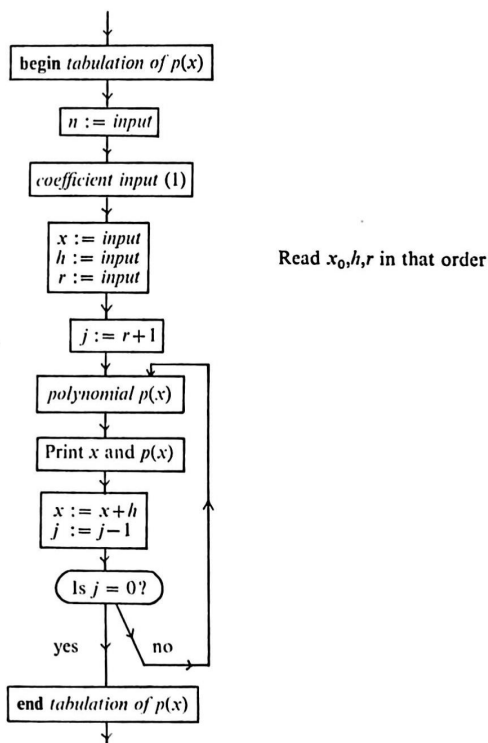 begin tabulation of p(x)
n := input
coefficient input (1)
x := input
h := input
r := input
Read x₀,h,r in that order
j := r+1
polynomial p(x)
Print x and p(x)
x := x+h
j := j−1
Is j = 0?
yes
no
end tabulation of p(x)